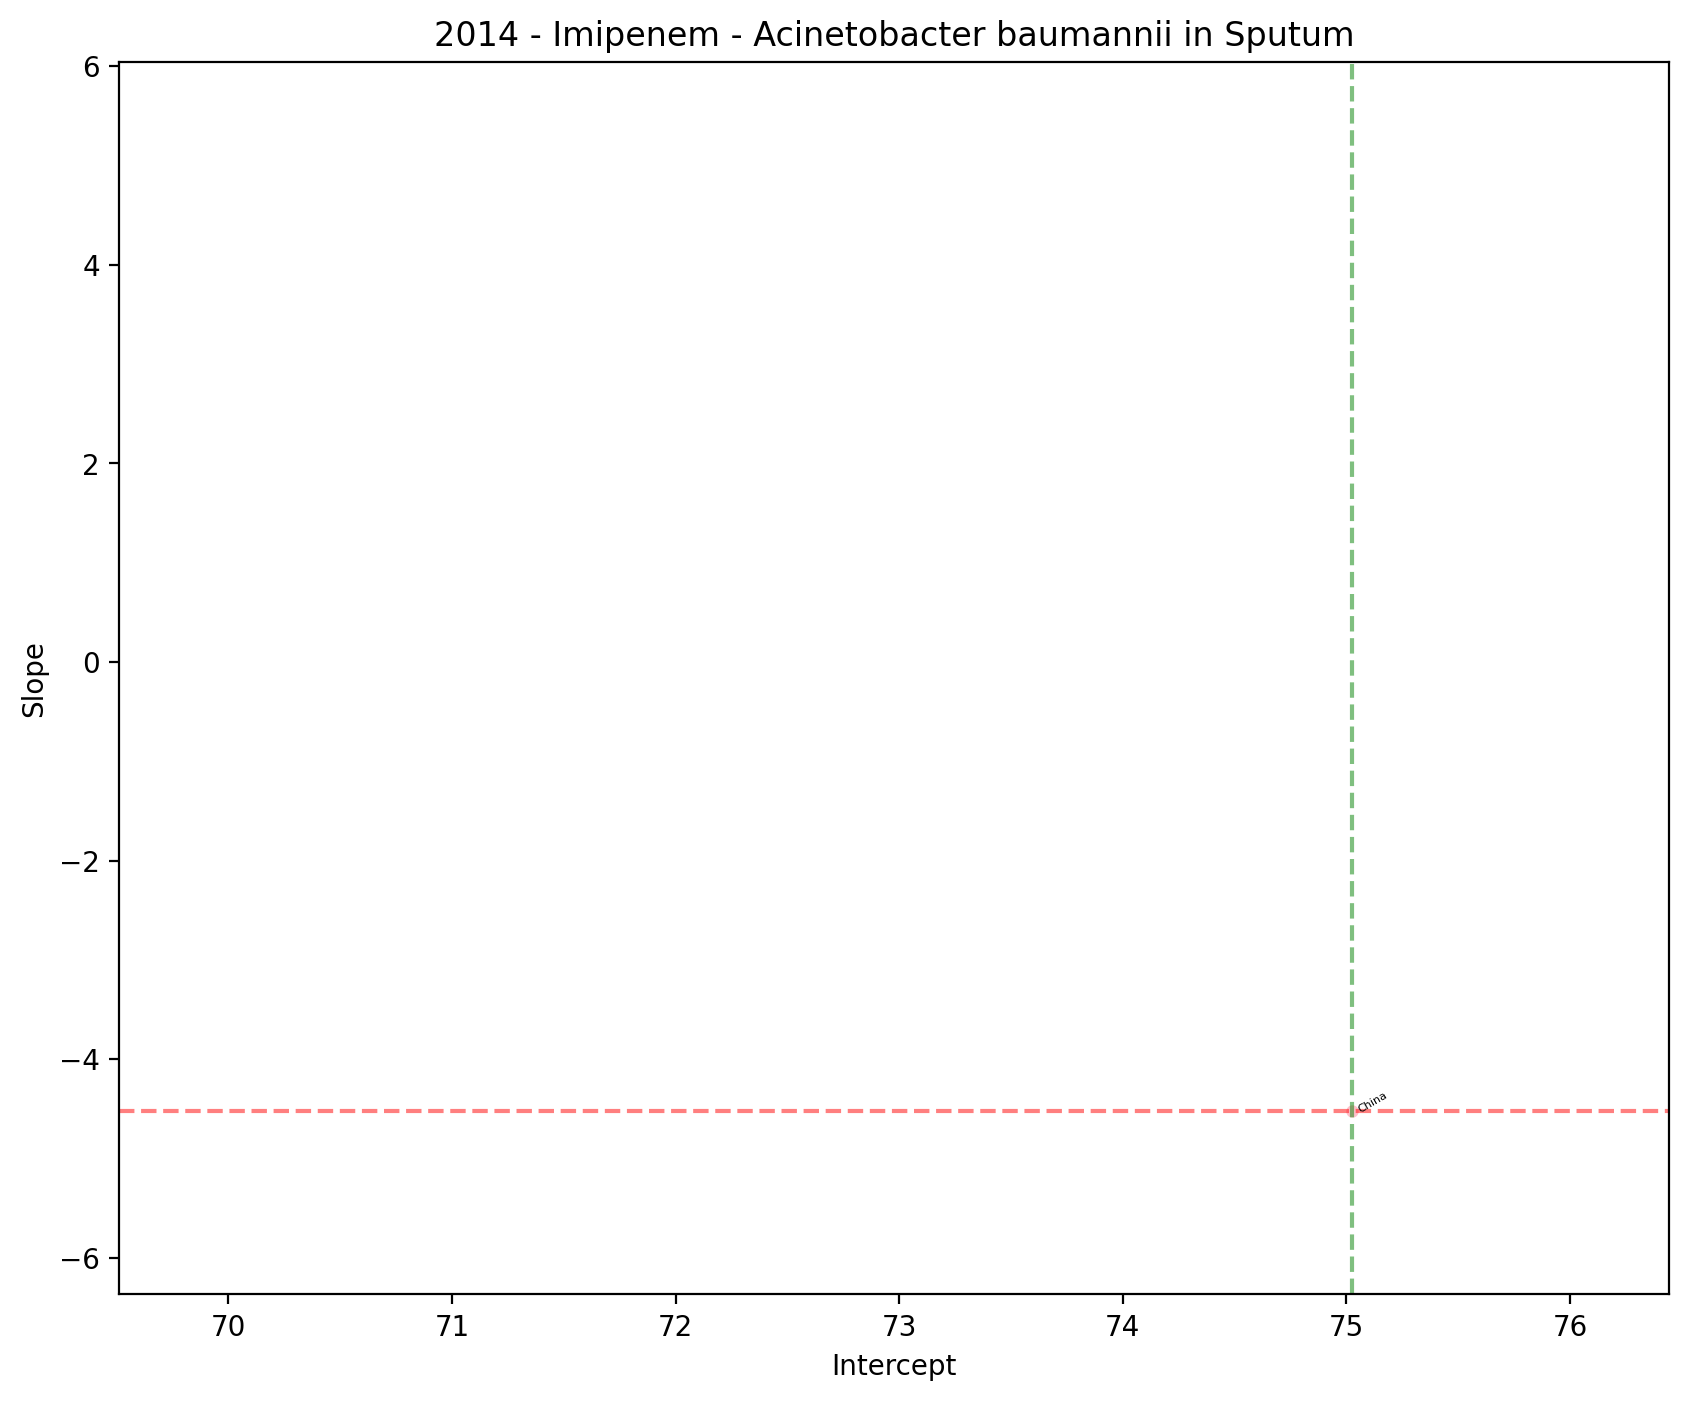 2014 - Imipenem - Acinetobacter baumannii in Sputum
6
4
2
0
−2
−4
−6
Slope
China
70 71 72 73 74 75 76
Intercept